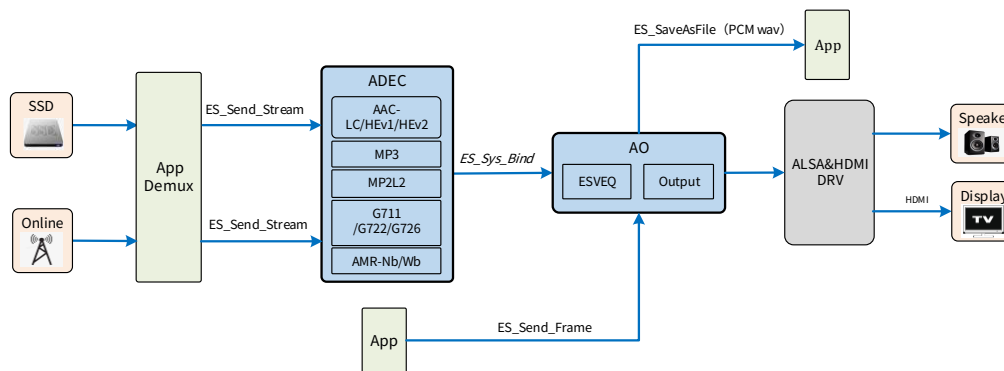 ES_SaveAsFile（PCM wav）
App
SSD
App
Demux
ES_Send_Stream
ADEC
AAC-
LC/HEv1/HEv2
MP3
MP2L2
G711
/G722/G726
AMR-Nb/Wb
ES_Sys_Bind
AO
ESVEQ
Output
ALSA&HDMI
DRV
Speake
HDMI
Display
TV
Online
ES_Send_Stream
App
ES_Send_Frame